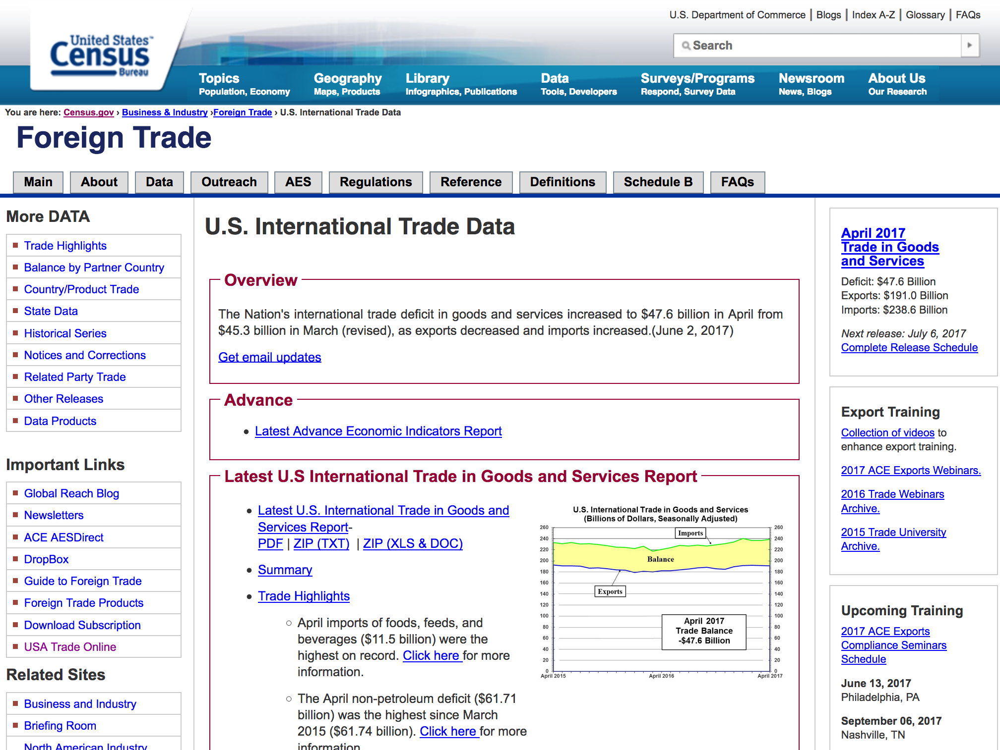 U.S. Department of Commerce | Blogs | Index A-Z | Glossary | FAQs
United States™
Census
Bureau
Search
Topics
Population, Economy
Geography
Maps, Products
Library
Infographics, Publications
Data
Tools, Developers
Surveys/Programs
Respond, Survey Data
Newsroom
News, Blogs
About Us
Our Research
You are here: Census.gov › Business & Industry ›Foreign Trade › U.S. International Trade Data
Foreign Trade
Main
About
Data
Outreach
AES
Regulations
Reference
Definitions
Schedule B
FAQs
More DATA
Trade Highlights
Balance by Partner Country
Country/Product Trade
State Data
Historical Series
Notices and Corrections
Related Party Trade
Other Releases
Data Products
Important Links
Global Reach Blog
Newsletters
ACE AESDirect
DropBox
Guide to Foreign Trade
Foreign Trade Products
Download Subscription
USA Trade Online
Related Sites
Business and Industry
Briefing Room
North American Industry
U.S. International Trade Data
Overview
The Nation's international trade deficit in goods and services increased to $47.6 billion in April from
$45.3 billion in March (revised), as exports decreased and imports increased.(June 2, 2017)
Get email updates
Advance
• Latest Advance Economic Indicators Report
Latest U.S International Trade in Goods and Services Report
• Latest U.S. International Trade in Goods and
Services Report-
PDF | ZIP (TXT) | ZIP (XLS & DOC)
• Summary
• Trade Highlights
○ April imports of foods, feeds, and
beverages ($11.5 billion) were the
highest on record. Click here for more
information.
○ The April non-petroleum deficit ($61.71
billion) was the highest since March
2015 ($61.74 billion). Click here for more
information
U.S. International Trade in Goods and Services
(Billions of Dollars, Seasonally Adjusted)
260 260
Imports
240 240
220 220
Balance
200 200
180 180
160 160
Exports
140 140
120 120
100 100
April 2017
80 80
Trade Balance
60 60
-$47.6 Billion
40 40
20 20
0 0
April 2015 April 2016 April 2017
April 2017
Trade in Goods
and Services
Deficit: $47.6 Billion
Exports: $191.0 Billion
Imports: $238.6 Billion
Next release: July 6, 2017
Complete Release Schedule
Export Training
Collection of videos to
enhance export training.
2017 ACE Exports Webinars.
2016 Trade Webinars
Archive.
2015 Trade University
Archive.
Upcoming Training
2017 ACE Exports
Compliance Seminars
Schedule
June 13, 2017
Philadelphia, PA
September 06, 2017
Nashville, TN